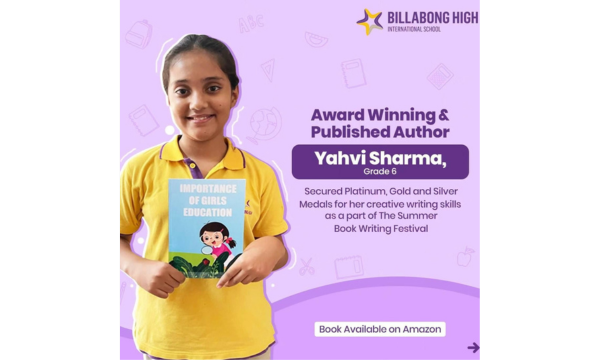 BILLABONG HIGH
INTERNATIONAL SCHOOL
Award Winning &
Published Author
Yahvi Sharma,
Grade 6
Secured Platinum, Gold and Silver
Medals for her creative writing skills
as a part of The Summer
Book Writing Festival
IMPORTANCE
OF GIRLS
EDUCATION
Book Available on Amazon